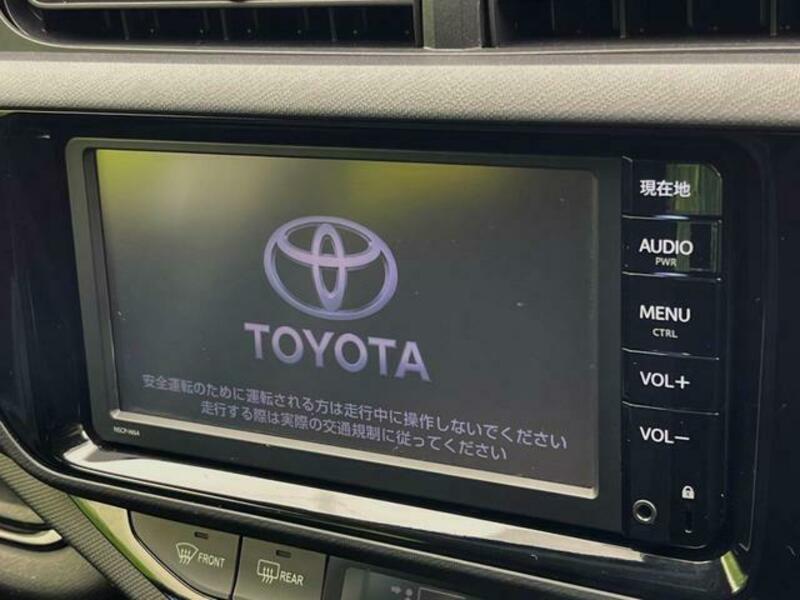 現在地
AUDIO
PWR
MENU
CTRL
VOL+
VOL−
TOYOTA
安全運転のために運転される方は走行中に操作しないでください
走行する際は実際の交通規制に従ってください
NSCP-W64
FRONT
REAR